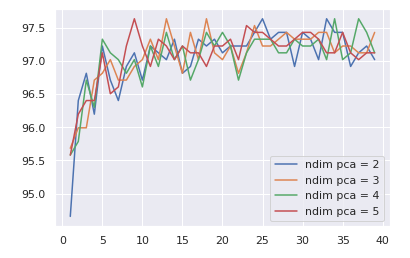 97.5
97.0
96.5
96.0
95.5
95.0
ndim pca = 2
ndim pca = 3
ndim pca = 4
ndim pca = 5
0 5 10 15 20 25 30 35 40